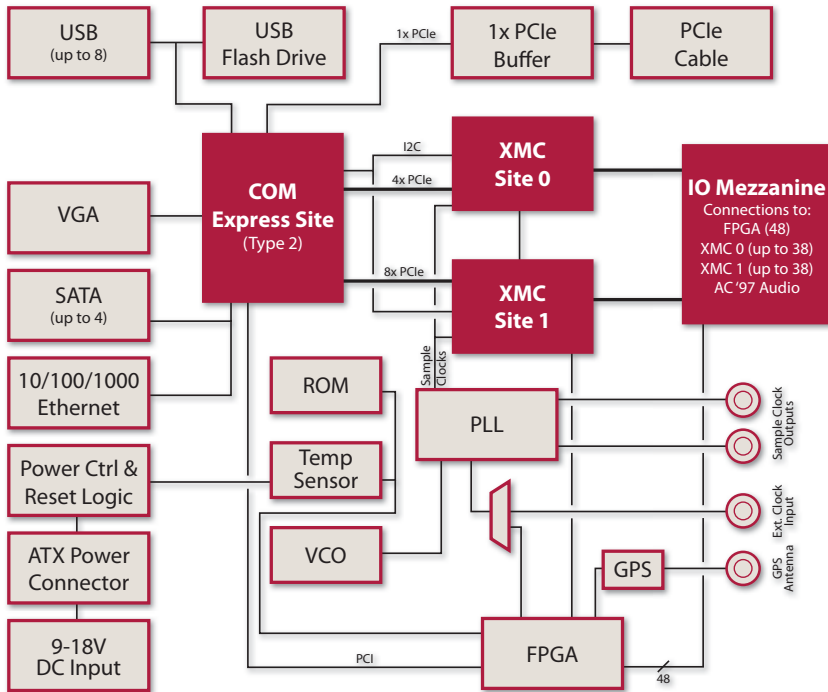 USB
(up to 8)
USB
Flash Drive
1x PCIe
1x PCIe
Buffer
PCIe
Cable
COM
Express Site
(Type 2)
I2C
4x PCIe
8x PCIe
XMC
Site 0
XMC
Site 1
IO Mezzanine
Connections to:
FPGA (48)
XMC 0 (up to 38)
XMC 1 (up to 38)
AC '97 Audio
VGA
SATA
(up to 4)
10/100/1000
Ethernet
ROM
Sample
Clocks
PLL
Sample Clock
Outputs
Power Ctrl &
Reset Logic
Temp
Sensor
Ext. Clock
Input
ATX Power
Connector
VCO
GPS
GPS
Antenna
9-18V
DC Input
PCI
FPGA
48